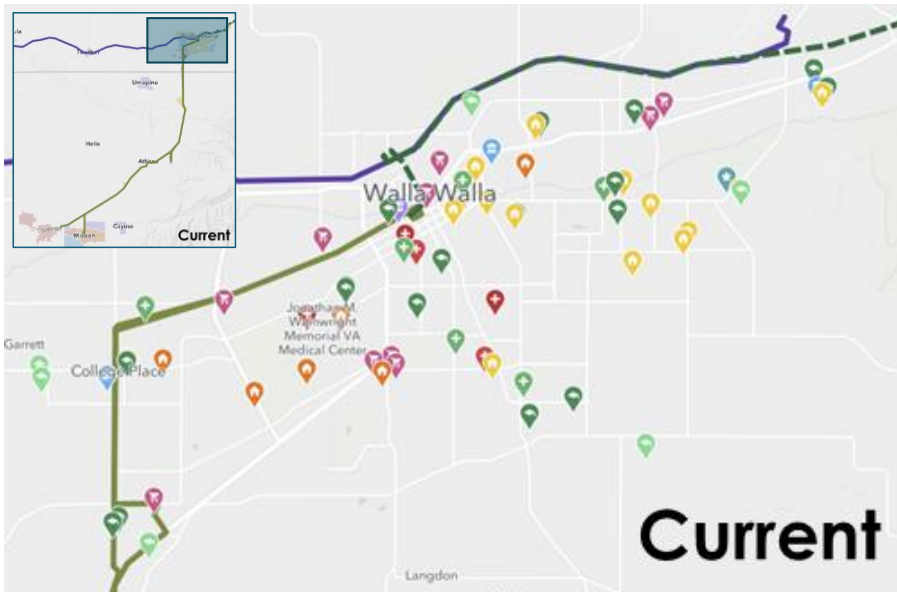 Umapine
Helix
Athena
Mission
Cayuse
Current
Walla Walla
Jonathan M.
Wainwright
Memorial VA
Medical Center
Garrett
College Place
Langdon
Current